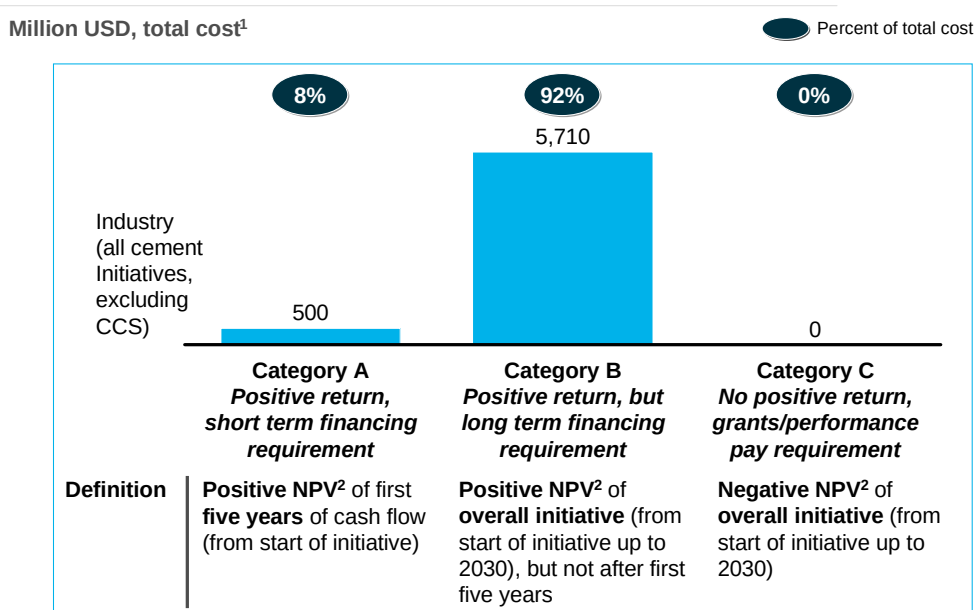 Million USD, total cost¹
Percent of total cost
8%
92%
0%
5,710
500
0
Industry
(all cement
Initiatives,
excluding
CCS)
Category A
Positive return,
short term financing
requirement
Category B
Positive return, but
long term financing
requirement
Category C
No positive return,
grants/performance
pay requirement
Definition
Positive NPV² of first
five years of cash flow
(from start of initiative)
Positive NPV² of
overall initiative (from
start of initiative up to
2030), but not after first
five years
Negative NPV² of
overall initiative (from
start of initiative up to
2030)